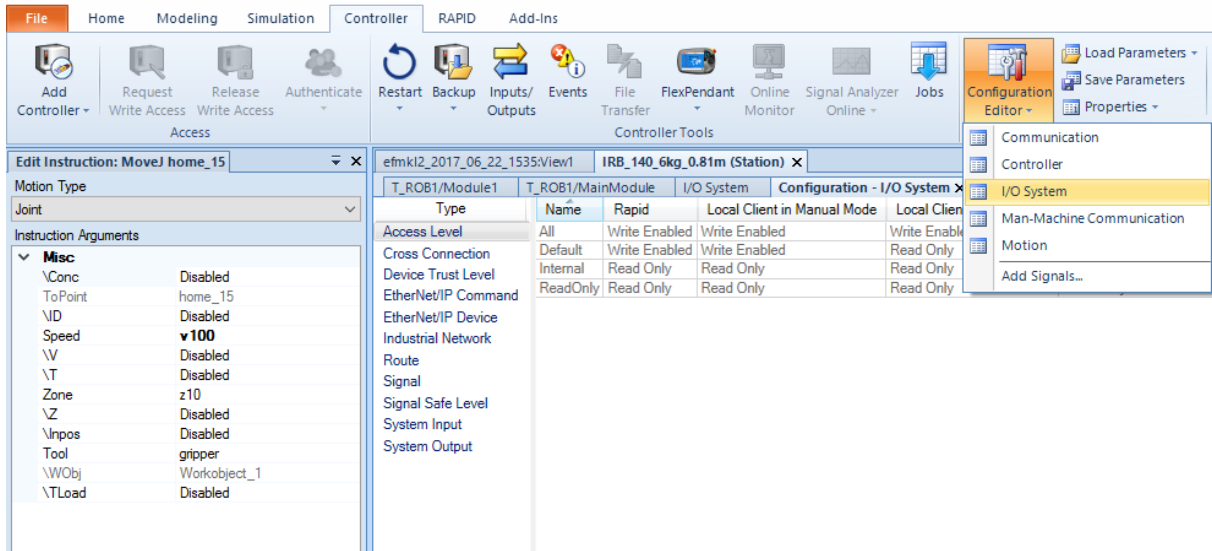 File Home Modeling Simulation Controller RAPID Add-Ins
Add Controller
Request Write Access
Release Write Access
Authenticate
Restart
Backup
Inputs/ Outputs
Events
File Transfer
FlexPendant
Online Monitor
Signal Analyzer Online
Jobs
Configuration Editor
Load Parameters
Save Parameters
Properties
Access
Controller Tools
Communication
Controller
I/O System
Man-Machine Communication
Motion
Add Signals...
Edit Instruction: MoveJ home_15
Motion Type
Joint
Instruction Arguments
Misc
\Conc Disabled
ToPoint home_15
\ID Disabled
Speed v100
\V Disabled
\T Disabled
Zone z10
\Z Disabled
\Inpos Disabled
Tool gripper
\WObj Workobject_1
\TLoad Disabled
efmkl2_2017_06_22_1535:View1 IRB_140_6kg_0.81m (Station)
T_ROB1/Module1 T_ROB1/MainModule I/O System Configuration - I/O System
Type
Access Level
Cross Connection
Device Trust Level
EtherNet/IP Command
EtherNet/IP Device
Industrial Network
Route
Signal
Signal Safe Level
System Input
System Output
Name Rapid Local Client in Manual Mode Local Clien
All Write Enabled Write Enabled Write Enable
Default Write Enabled Write Enabled Read Only
Internal Read Only Read Only Read Only
ReadOnly Read Only Read Only Read Only